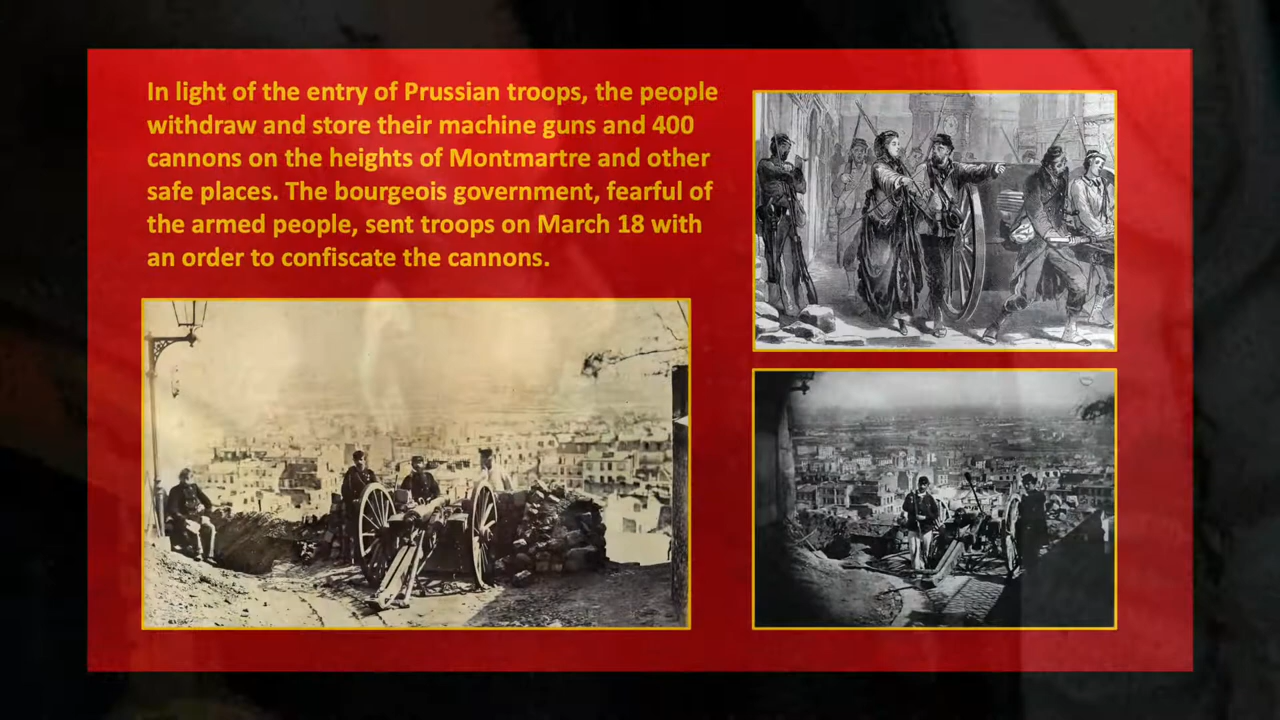 In light of the entry of Prussian troops, the people
withdraw and store their machine guns and 400
cannons on the heights of Montmartre and other
safe places. The bourgeois government, fearful of
the armed people, sent troops on March 18 with
an order to confiscate the cannons.